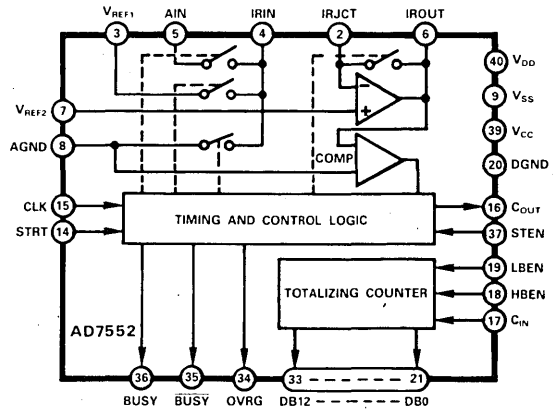 VREF1 AIN IRIN IRJCT IROUT
3 5 4 2 6
40 VDD
9 VSS
VREF2 7
39 VCC
AGND 8
20 DGND
− +
COMP
CLK 15
16 COUT
TIMING AND CONTROL LOGIC
STRT 14
37 STEN
19 LBEN
TOTALIZING COUNTER
18 HBEN
17 CIN
AD7552
36 35 34 33 21
BUSY B̅U̅S̅Y̅ OVRG DB12 DB0